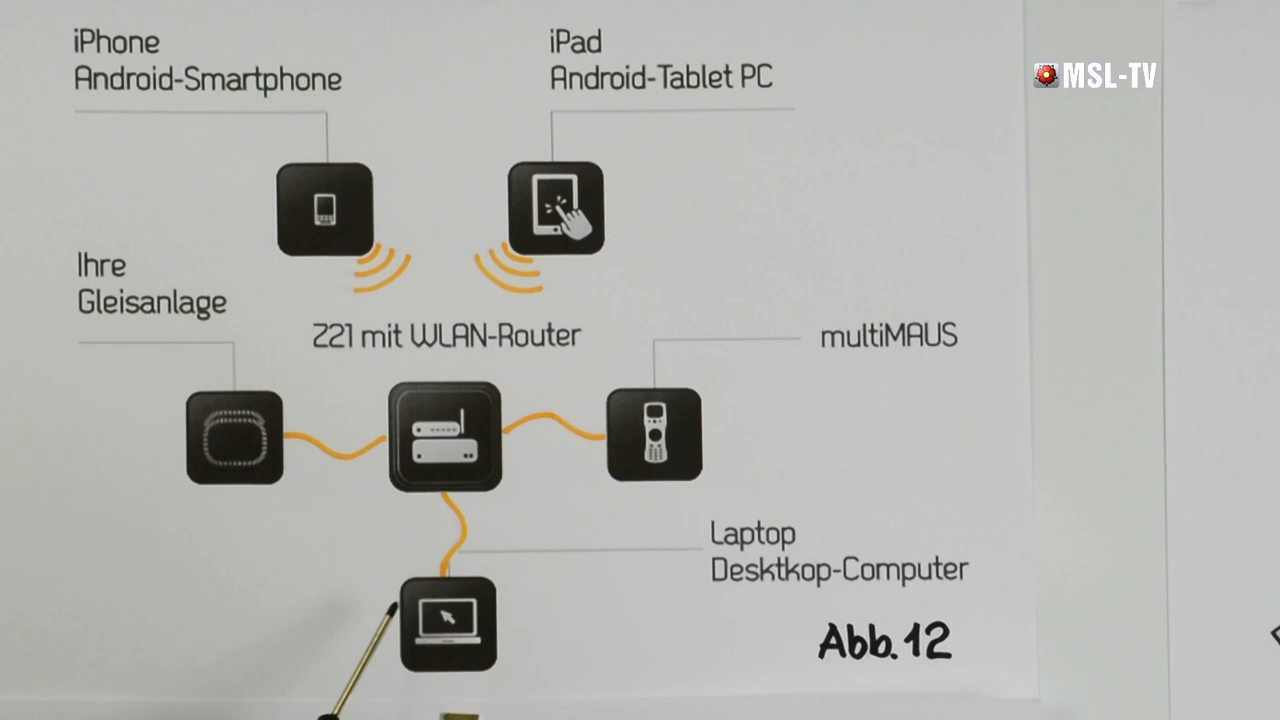 iPhone
Android-Smartphone
iPad
Android-Tablet PC
MSL-TV
Ihre
Gleisanlage
Z21 mit WLAN-Router
multiMAUS
Laptop
Desktkop-Computer
Abb. 12